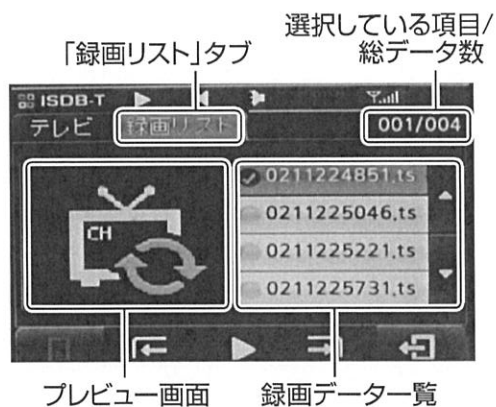 選択している項目/
総データ数
「録画リスト」タブ
ISDB-T
テレビ
録画リスト
001/004
CH
0211224851.ts
0211225046.ts
0211225221.ts
0211225731.ts
プレビュー画面
録画データ一覧